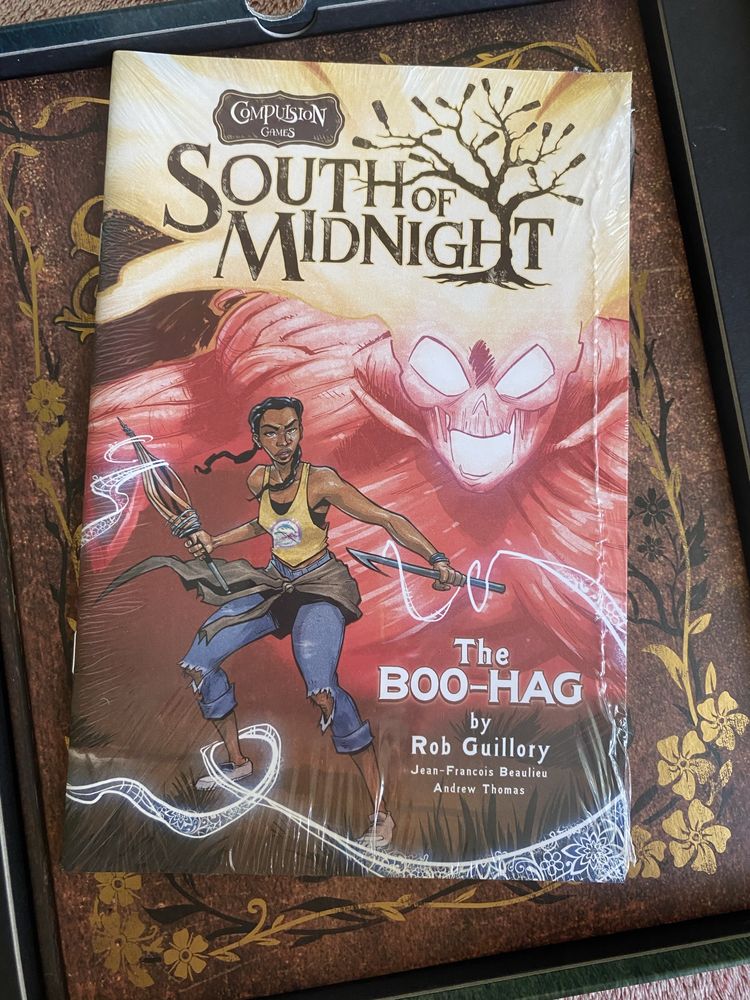 COMPULSION
GAMES
SOUTH OF
MIDNIGHT
The
BOO-HAG
by
Rob Guillory
Jean-Francois Beaulieu
Andrew Thomas